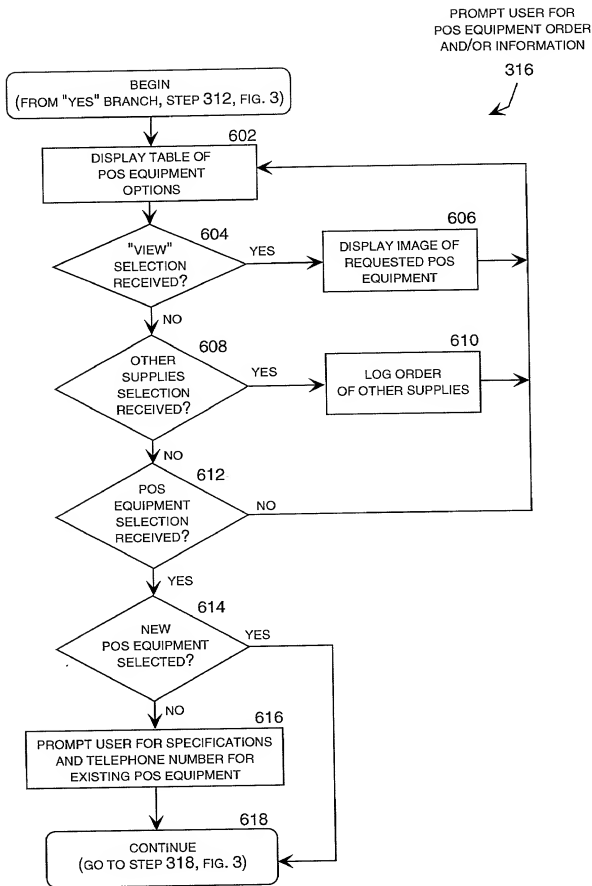 PROMPT USER FOR
POS EQUIPMENT ORDER
AND/OR INFORMATION
316
BEGIN
(FROM "YES" BRANCH, STEP 312, FIG. 3)
602
DISPLAY TABLE OF
POS EQUIPMENT
OPTIONS
604
"VIEW"
SELECTION
RECEIVED?
YES
606
DISPLAY IMAGE OF
REQUESTED POS
EQUIPMENT
NO
608
OTHER
SUPPLIES
SELECTION
RECEIVED?
YES
610
LOG ORDER
OF OTHER SUPPLIES
NO
612
POS
EQUIPMENT
SELECTION
RECEIVED?
NO
YES
614
NEW
POS EQUIPMENT
SELECTED?
YES
NO
616
PROMPT USER FOR SPECIFICATIONS
AND TELEPHONE NUMBER FOR
EXISTING POS EQUIPMENT
618
CONTINUE
(GO TO STEP 318, FIG. 3)